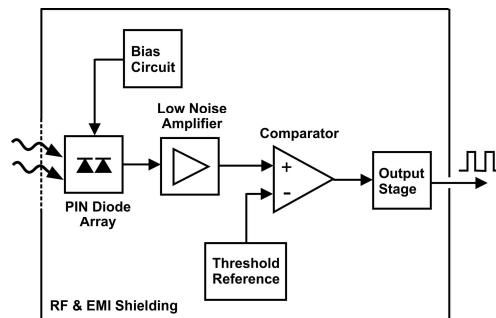 Bias
Circuit
Low Noise
Amplifier
Comparator
+
-
Output
Stage
PIN Diode
Array
Threshold
Reference
RF & EMI Shielding